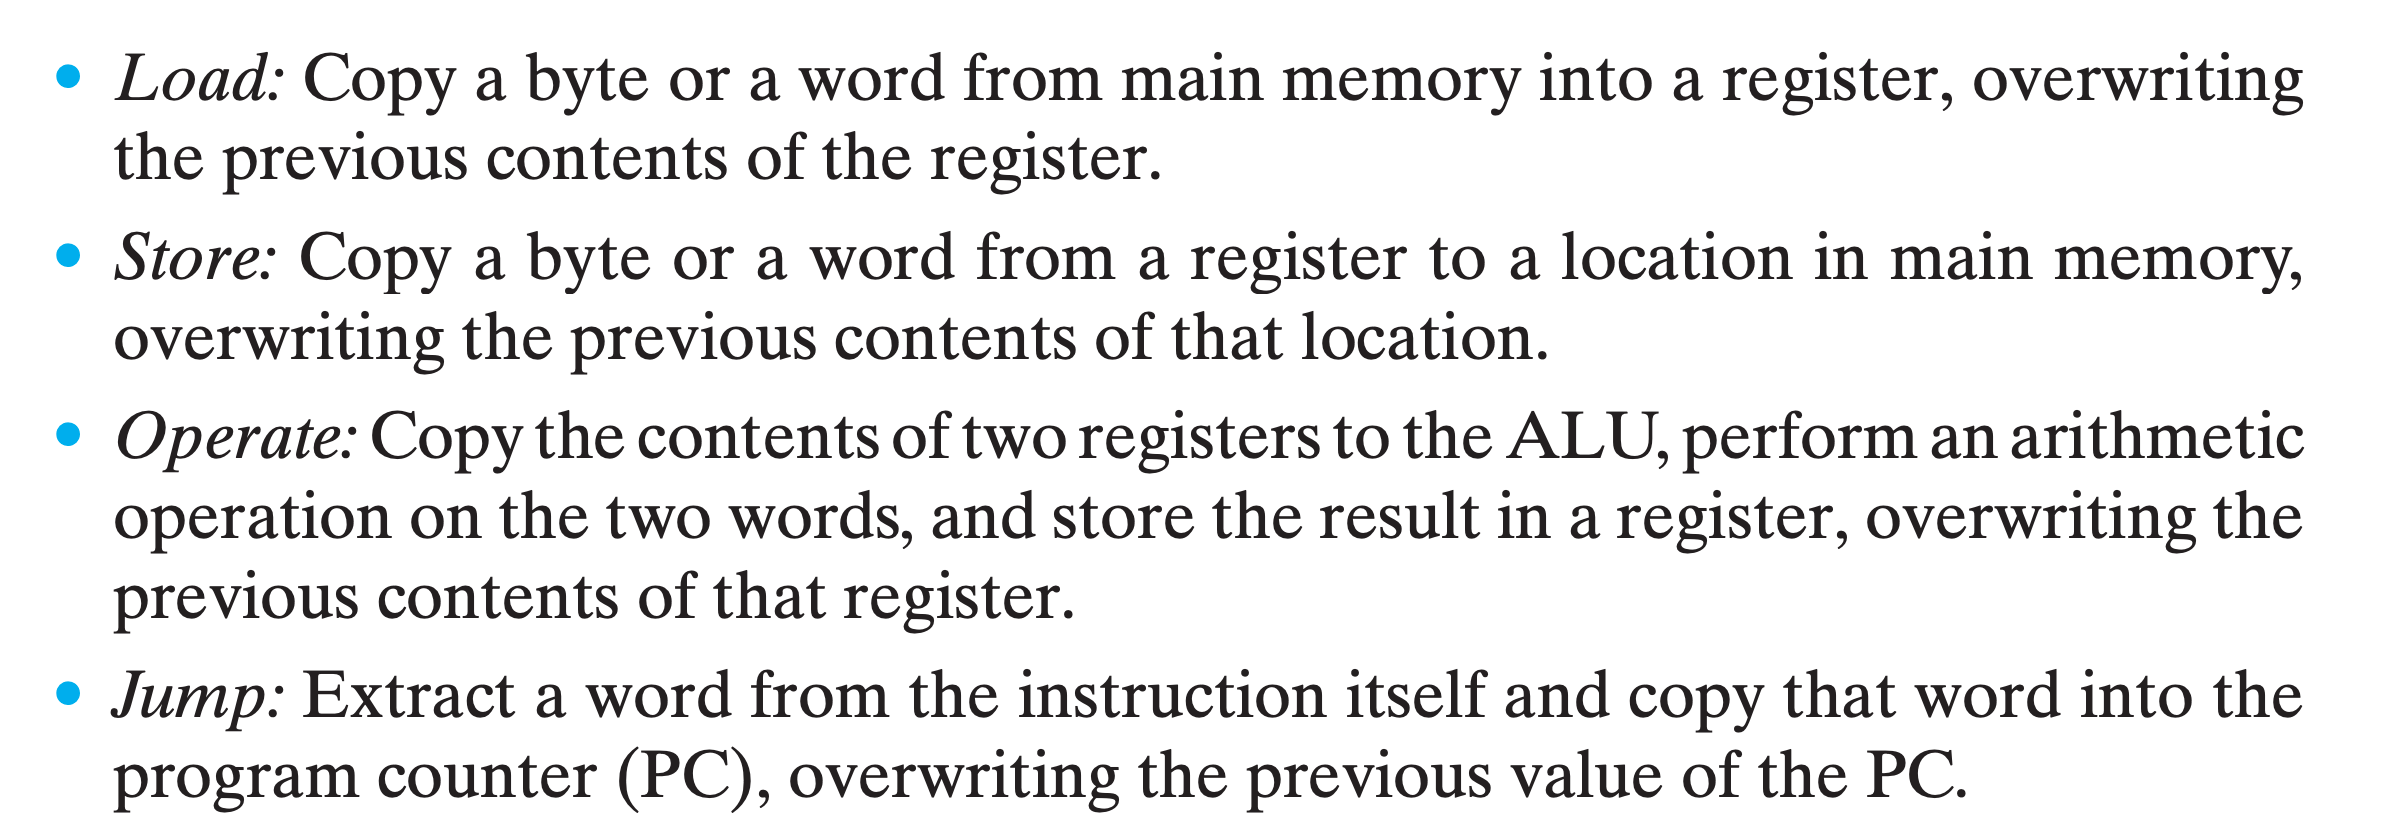 • Load: Copy a byte or a word from main memory into a register, overwriting
the previous contents of the register.
• Store: Copy a byte or a word from a register to a location in main memory,
overwriting the previous contents of that location.
• Operate: Copy the contents of two registers to the ALU, perform an arithmetic
operation on the two words, and store the result in a register, overwriting the
previous contents of that register.
• Jump: Extract a word from the instruction itself and copy that word into the
program counter (PC), overwriting the previous value of the PC.